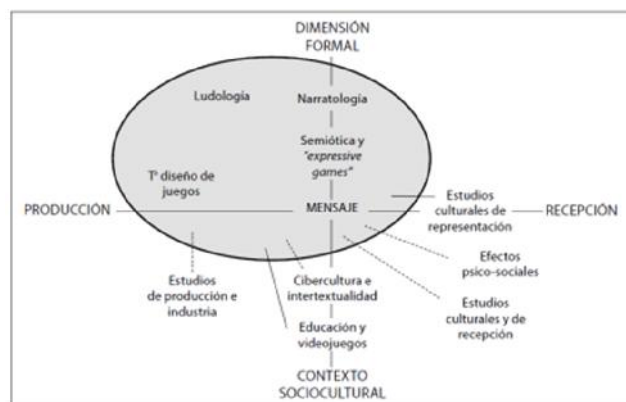 DIMENSIÓN
FORMAL
Ludología
Narratología
Semiótica y
"expressive
games"
Tª diseño de
juegos
PRODUCCIÓN
MENSAJE
Estudios
culturales de
representación
RECEPCIÓN
Efectos
psico-sociales
Estudios
de producción e
industria
Cibercultura e
intertextualidad
Estudios
culturales y de
recepción
Educación y
videojuegos
CONTEXTO
SOCIOCULTURAL